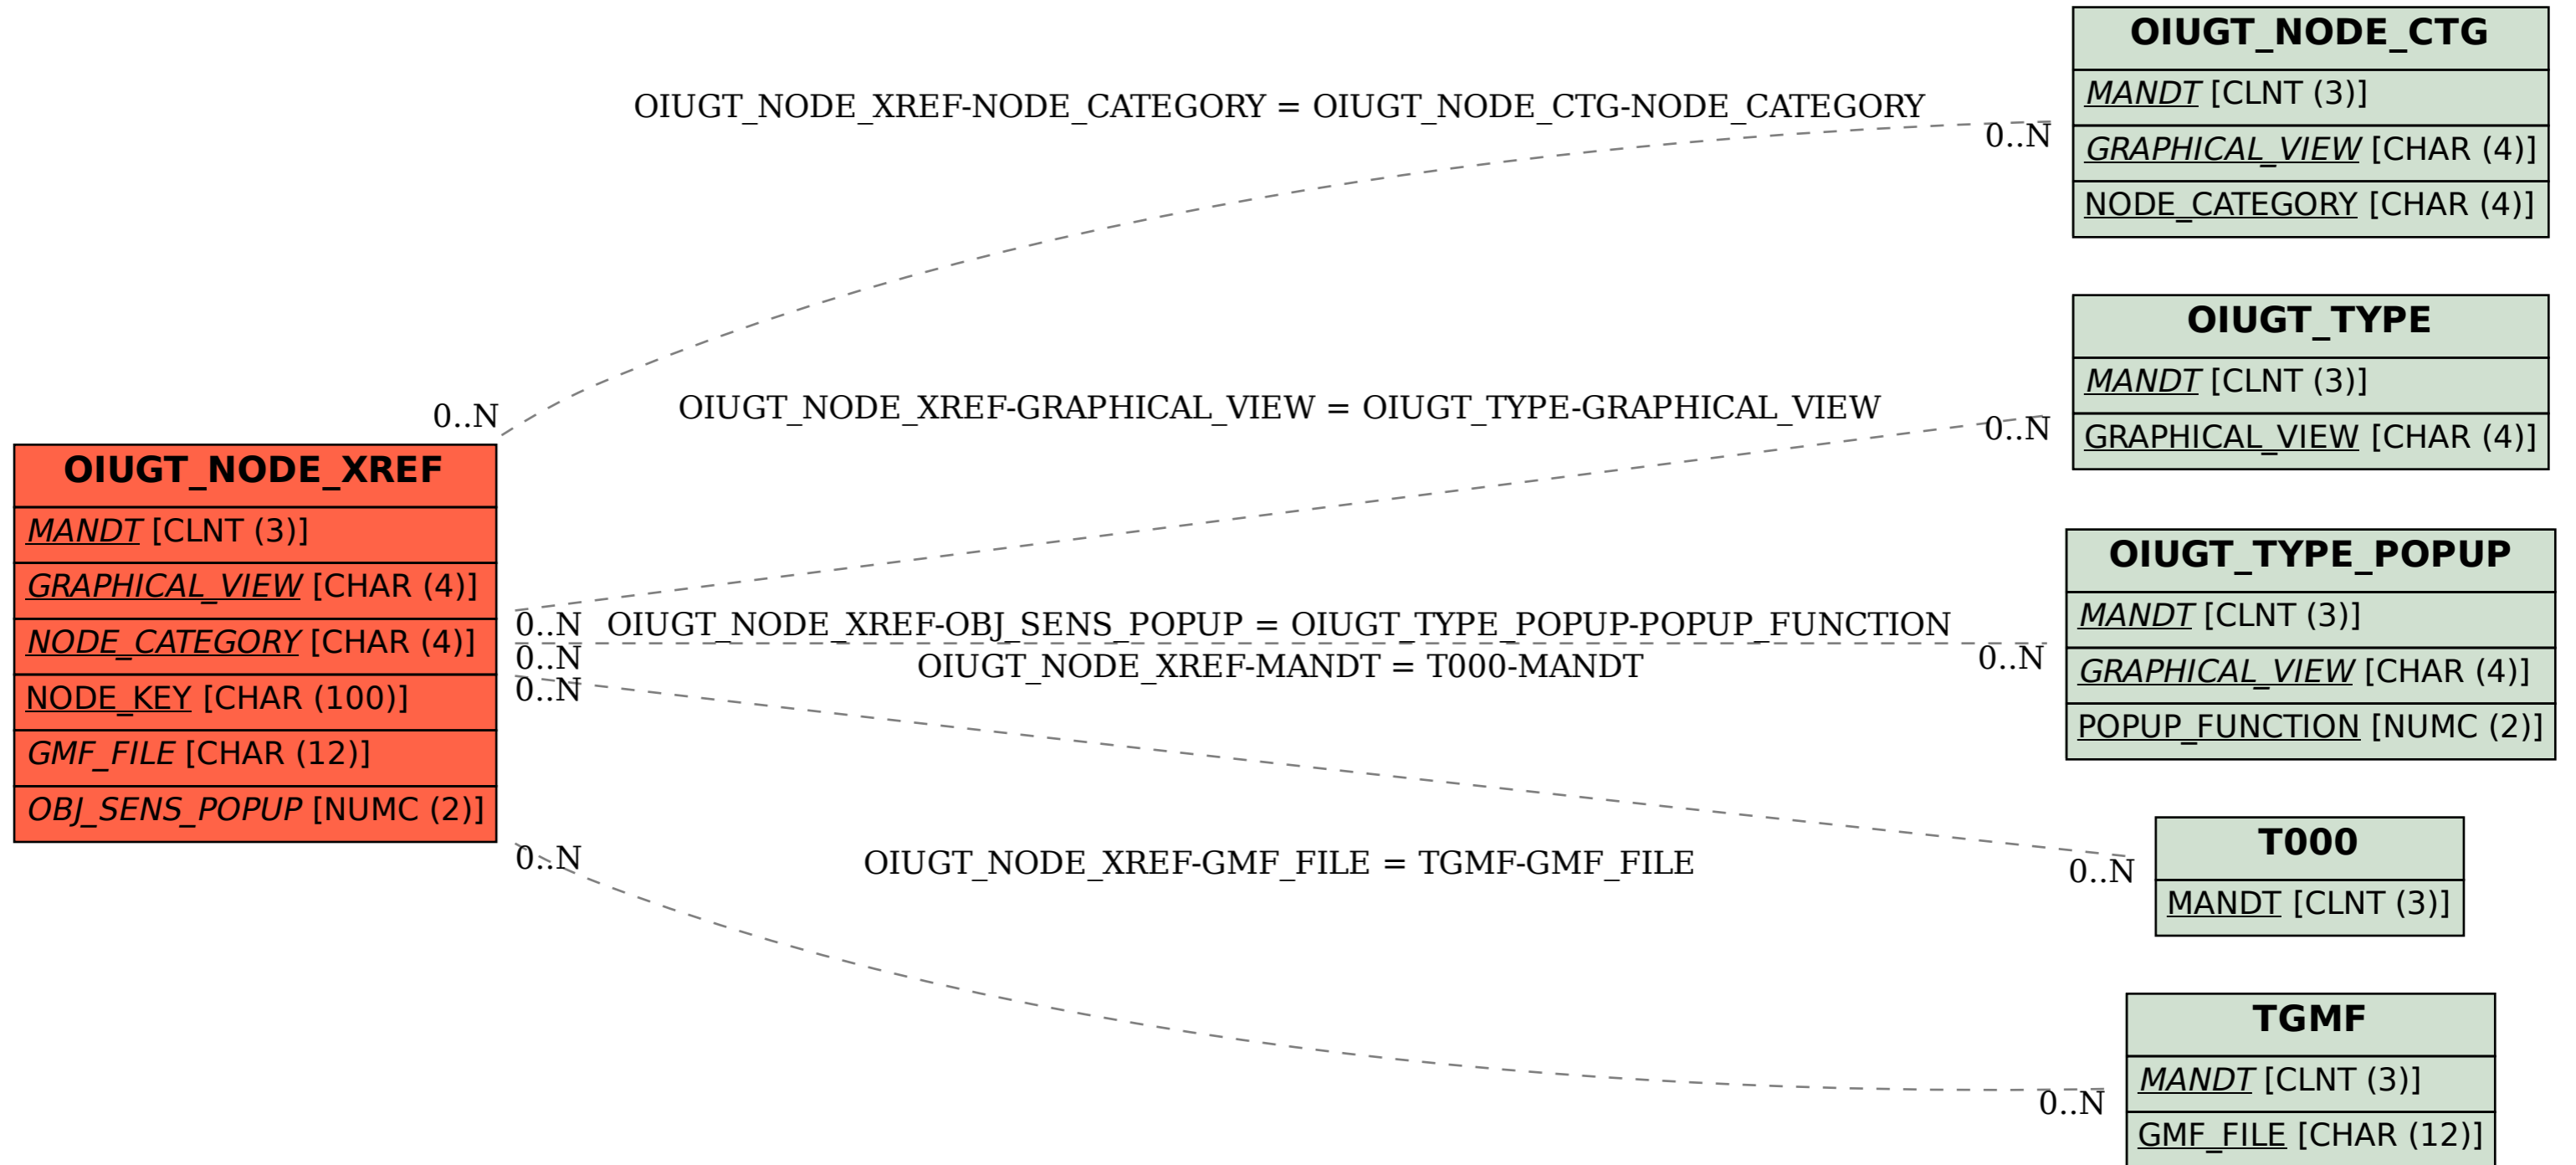 OIUGT_NODE_CTG
MANDT [CLNT (3)]
GRAPHICAL_VIEW [CHAR (4)]
NODE_CATEGORY [CHAR (4)]
OIUGT_NODE_XREF-NODE_CATEGORY = OIUGT_NODE_CTG-NODE_CATEGORY
0..N
0..N
OIUGT_TYPE
MANDT [CLNT (3)]
GRAPHICAL_VIEW [CHAR (4)]
OIUGT_NODE_XREF-GRAPHICAL_VIEW = OIUGT_TYPE-GRAPHICAL_VIEW
0..N
0..N
OIUGT_NODE_XREF
MANDT [CLNT (3)]
GRAPHICAL_VIEW [CHAR (4)]
NODE_CATEGORY [CHAR (4)]
NODE_KEY [CHAR (100)]
GMF_FILE [CHAR (12)]
OBJ_SENS_POPUP [NUMC (2)]
OIUGT_NODE_XREF-OBJ_SENS_POPUP = OIUGT_TYPE_POPUP-POPUP_FUNCTION
0..N
0..N
OIUGT_TYPE_POPUP
MANDT [CLNT (3)]
GRAPHICAL_VIEW [CHAR (4)]
POPUP_FUNCTION [NUMC (2)]
OIUGT_NODE_XREF-MANDT = T000-MANDT
0..N
0..N
T000
MANDT [CLNT (3)]
OIUGT_NODE_XREF-GMF_FILE = TGMF-GMF_FILE
0..N
0..N
TGMF
MANDT [CLNT (3)]
GMF_FILE [CHAR (12)]